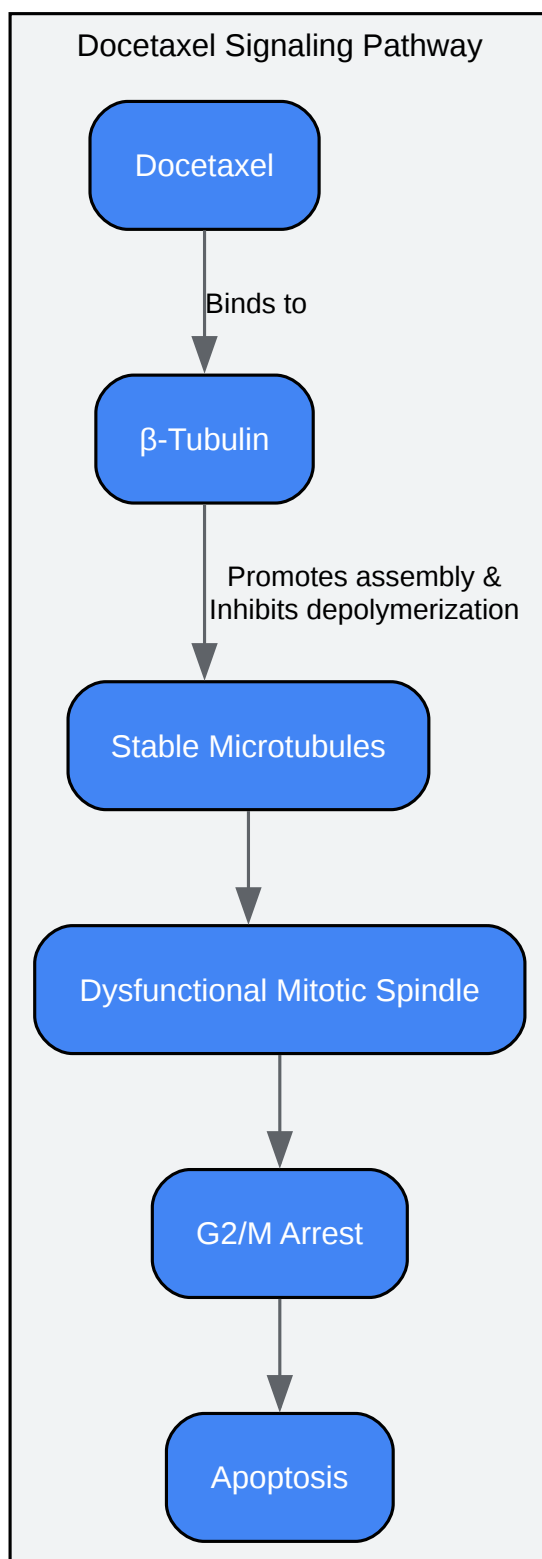 Docetaxel Signaling Pathway
Docetaxel
Binds to
β-Tubulin
Promotes assembly &
Inhibits depolymerization
Stable Microtubules
Dysfunctional Mitotic Spindle
G2/M Arrest
Apoptosis